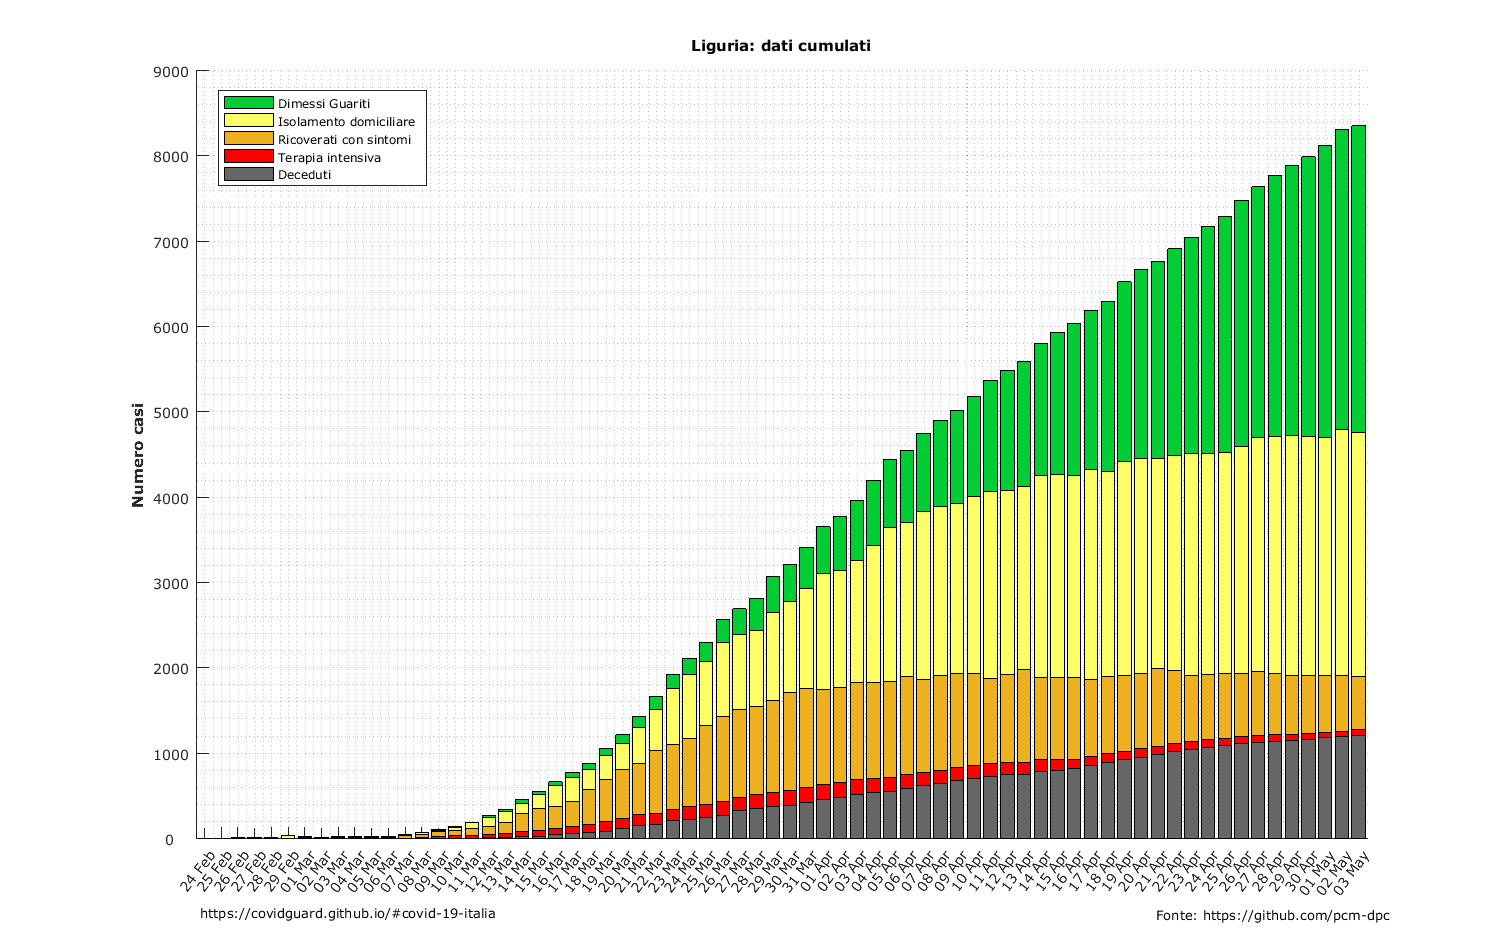 Liguria: dati cumulati
9000
8000
7000
6000
5000
4000
3000
2000
1000
0
Numero casi
Dimessi Guariti
Isolamento domiciliare
Ricoverati con sintomi
Terapia intensiva
Deceduti
24 Feb
25 Feb
26 Feb
27 Feb
28 Feb
29 Feb
01 Mar
02 Mar
03 Mar
04 Mar
05 Mar
06 Mar
07 Mar
08 Mar
09 Mar
10 Mar
11 Mar
12 Mar
13 Mar
14 Mar
15 Mar
16 Mar
17 Mar
18 Mar
19 Mar
20 Mar
21 Mar
22 Mar
23 Mar
24 Mar
25 Mar
26 Mar
27 Mar
28 Mar
29 Mar
30 Mar
31 Mar
01 Apr
02 Apr
03 Apr
04 Apr
05 Apr
06 Apr
07 Apr
08 Apr
09 Apr
10 Apr
11 Apr
12 Apr
13 Apr
14 Apr
15 Apr
16 Apr
17 Apr
18 Apr
19 Apr
20 Apr
21 Apr
22 Apr
23 Apr
24 Apr
25 Apr
26 Apr
27 Apr
28 Apr
29 Apr
30 Apr
01 May
02 May
03 May
https://covidguard.github.io/#covid-19-italia
Fonte: https://github.com/pcm-dpc